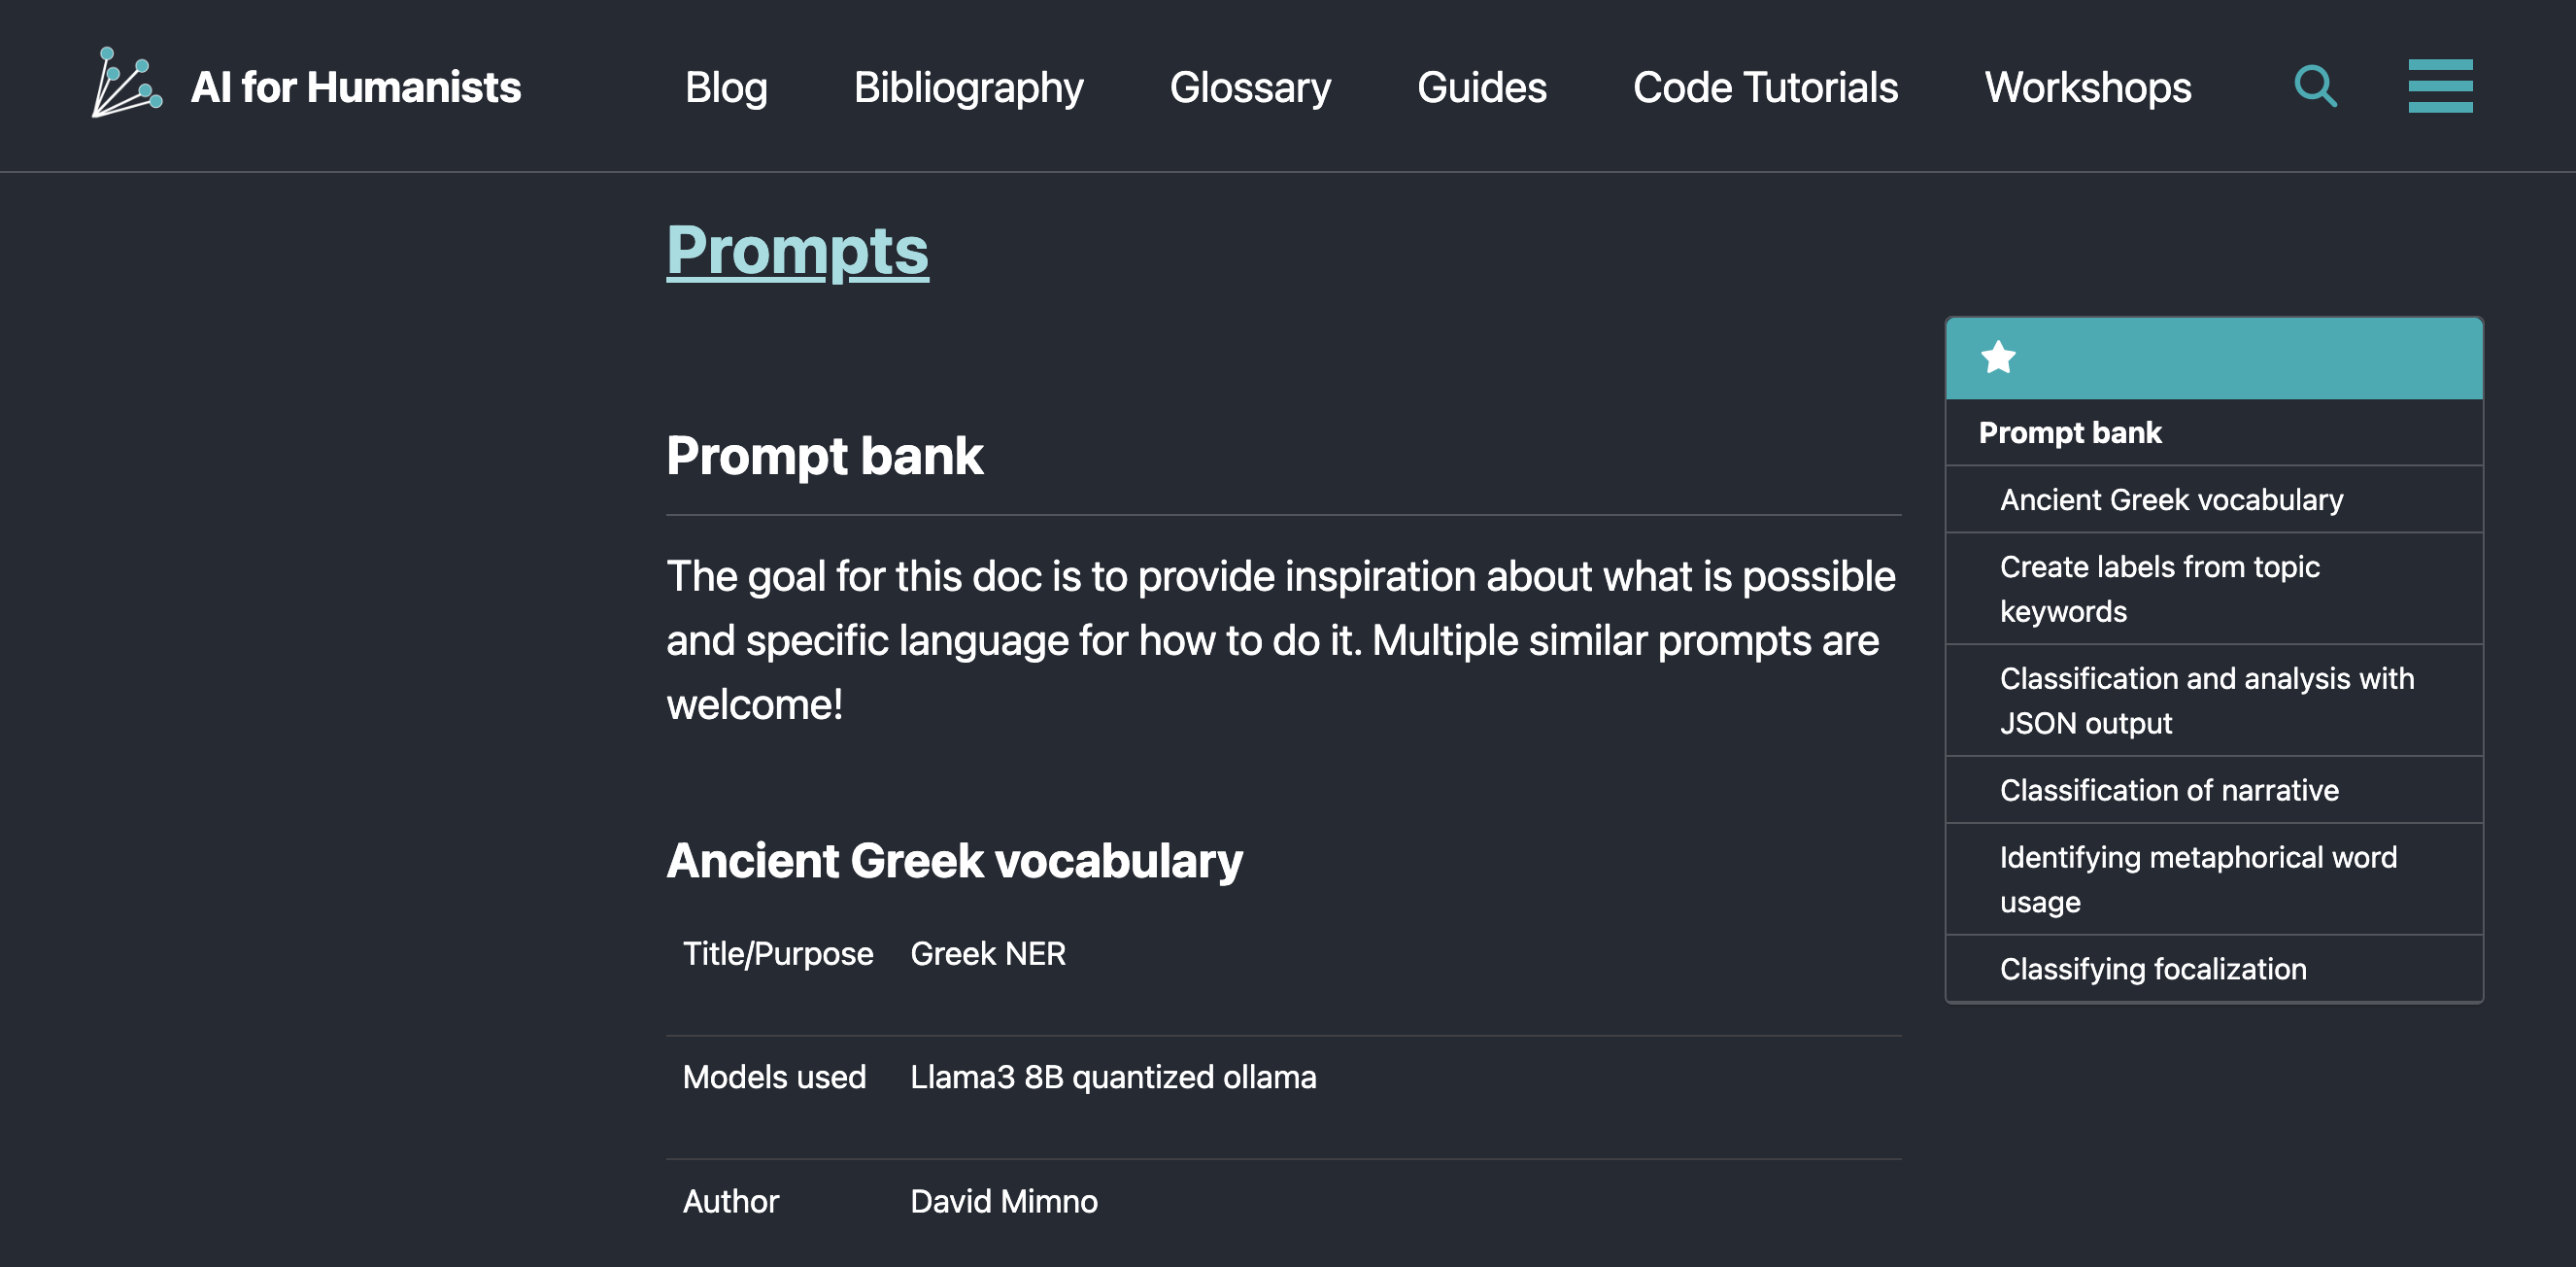 AI for Humanists
Blog
Bibliography
Glossary
Guides
Code Tutorials
Workshops
Prompts
Prompt bank
The goal for this doc is to provide inspiration about what is possible
and specific language for how to do it. Multiple similar prompts are
welcome!
Ancient Greek vocabulary
Title/Purpose Greek NER
Models used Llama3 8B quantized ollama
Author David Mimno
Prompt bank
Ancient Greek vocabulary
Create labels from topic
keywords
Classification and analysis with
JSON output
Classification of narrative
Identifying metaphorical word
usage
Classifying focalization